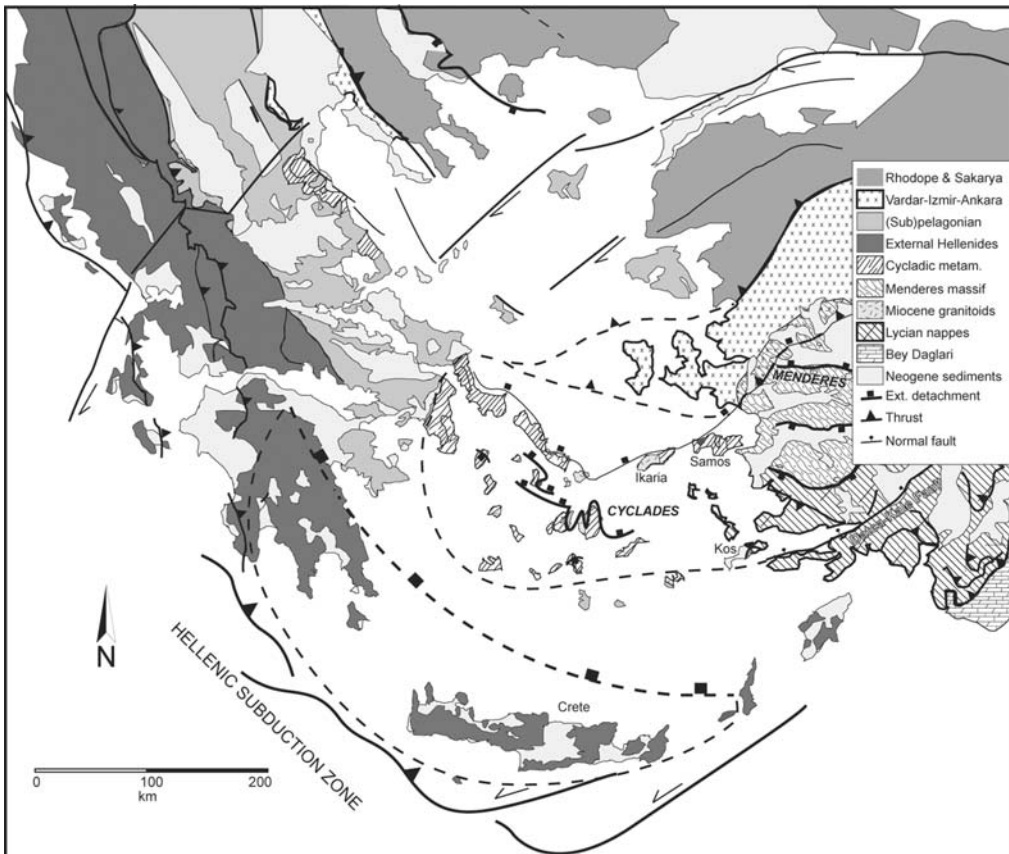 Rhodope & Sakarya
Vardar-Izmir-Ankara
(Sub)pelagonian
External Hellenides
Cycladic metam.
Menderes massif
Miocene granitoids
Lycian nappes
Bey Daglari
Neogene sediments
Ext. detachment
Thrust
Normal fault
MENDERES
Samos
Ikaria
CYCLADES
Kos
N
HELLENIC SUBDUCTION ZONE
Crete
0 100 200
km